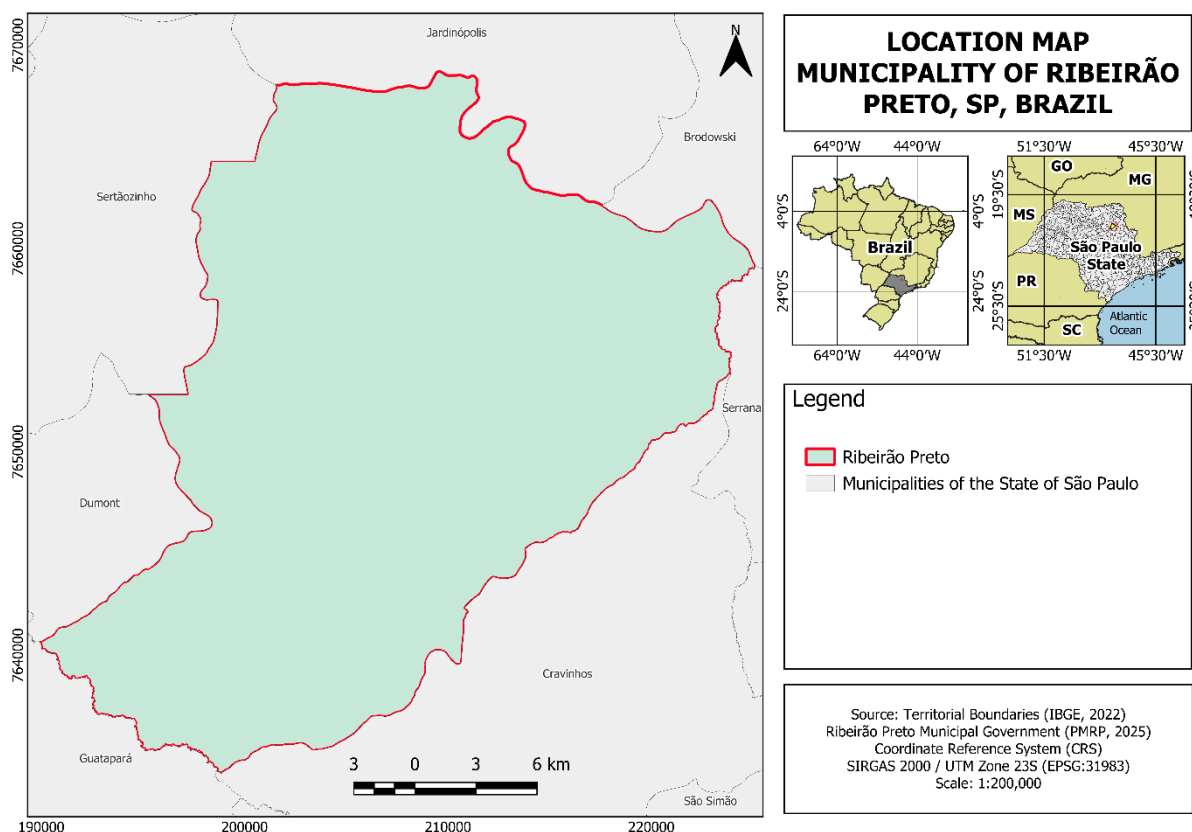 7670000
7660000
7650000
7640000
190000
200000
210000
220000
Jardinópolis
N
Brodowski
Sertãozinho
Serrana
Dumont
Cravinhos
Guatapará
São Simão
3 0 3 6 km
LOCATION MAP
MUNICIPALITY OF RIBEIRÃO
PRETO, SP, BRAZIL
64°0'W 44°0'W
4°0'S 4°0'S
Brazil
24°0'S 24°0'S
64°0'W 44°0'W
51°30'W 45°30'W
GO
MG
19°30'S
MS
São Paulo
State
PR
25°30'S
Atlantic
Ocean
SC
51°30'W 45°30'W
Legend
Ribeirão Preto
Municipalities of the State of São Paulo
Source: Territorial Boundaries (IBGE, 2022)
Ribeirão Preto Municipal Government (PMRP, 2025)
Coordinate Reference System (CRS)
SIRGAS 2000 / UTM Zone 23S (EPSG:31983)
Scale: 1:200,000